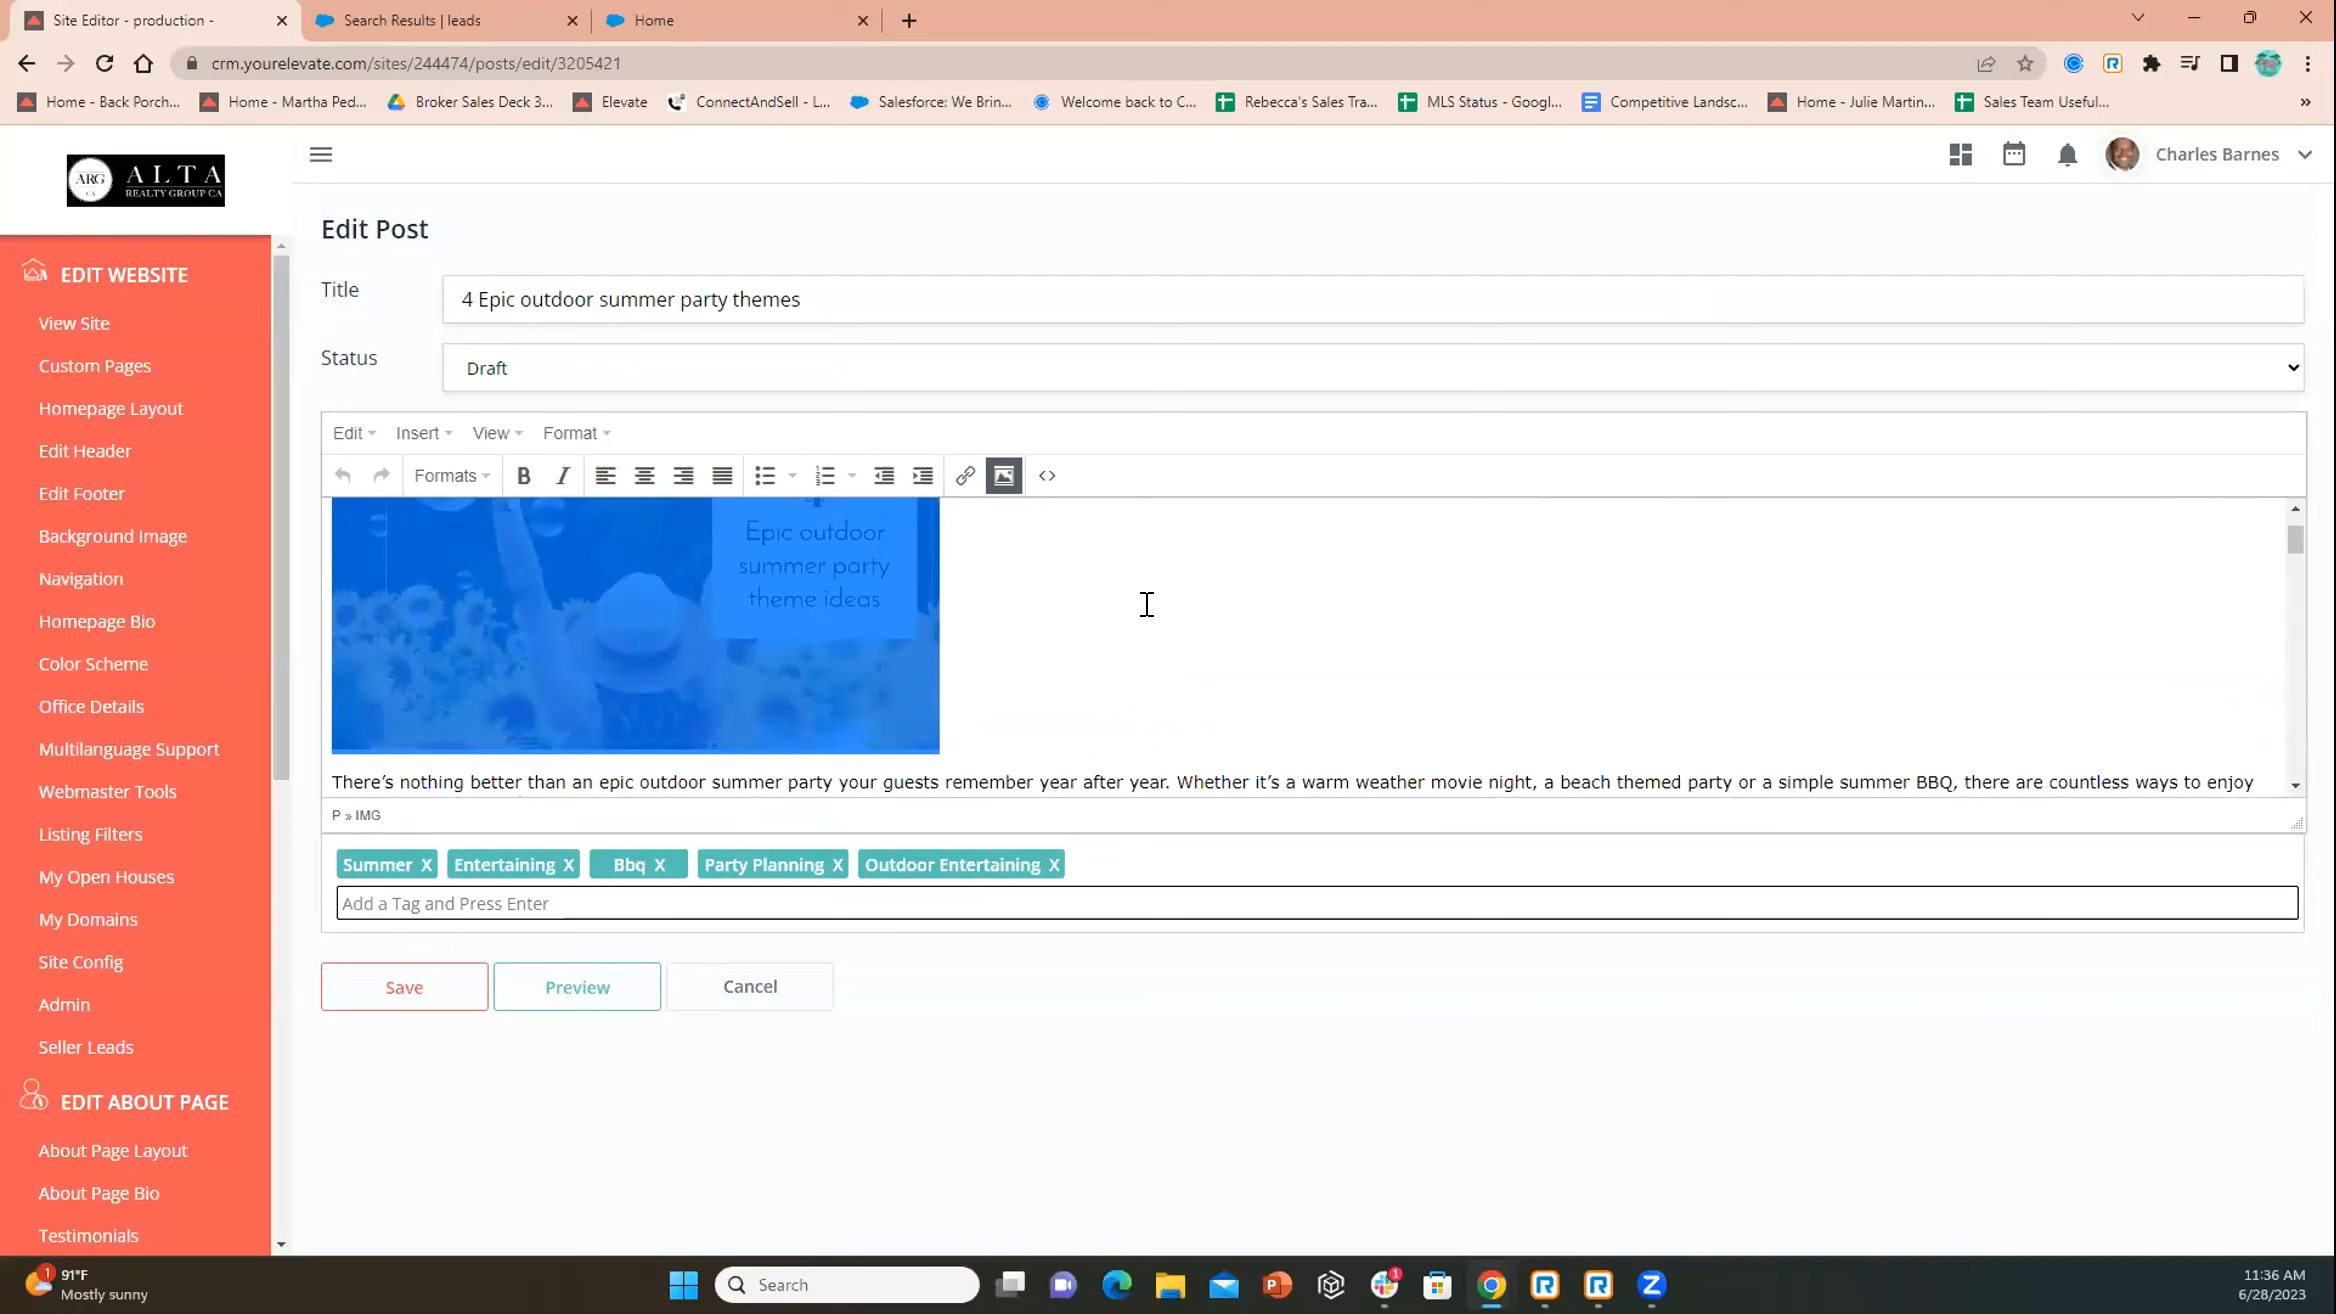 Site Editor - production -
Search Results | leads
Home
crm.yourelevate.com/sites/244474/posts/edit/3205421
Home - Back Porch...
Home - Martha Ped...
Broker Sales Deck 3...
Elevate
ConnectAndSell - L...
Salesforce: We Brin...
Welcome back to C...
Rebecca's Sales Tra...
MLS Status - Googl...
Competitive Landsc...
Home - Julie Martin...
Sales Team Useful...
»
ARG
CA
ALTA
REALTY GROUP CA
Charles Barnes
EDIT WEBSITE
View Site
Custom Pages
Homepage Layout
Edit Header
Edit Footer
Background Image
Navigation
Homepage Bio
Color Scheme
Office Details
Multilanguage Support
Webmaster Tools
Listing Filters
My Open Houses
My Domains
Site Config
Admin
Seller Leads
EDIT ABOUT PAGE
About Page Layout
About Page Bio
Testimonials
Edit Post
Title
4 Epic outdoor summer party themes
Status
Draft
Edit Insert View Format
Formats B I
4
Epic outdoor
summer party
theme ideas
There's nothing better than an epic outdoor summer party your guests remember year after year. Whether it's a warm weather movie night, a beach themed party or a simple summer BBQ, there are countless ways to enjoy
P » IMG
Summer X Entertaining X Bbq X Party Planning X Outdoor Entertaining X
Add a Tag and Press Enter
Save Preview Cancel
1
91°F
Mostly sunny
Search
1
11:36 AM
6/28/2023